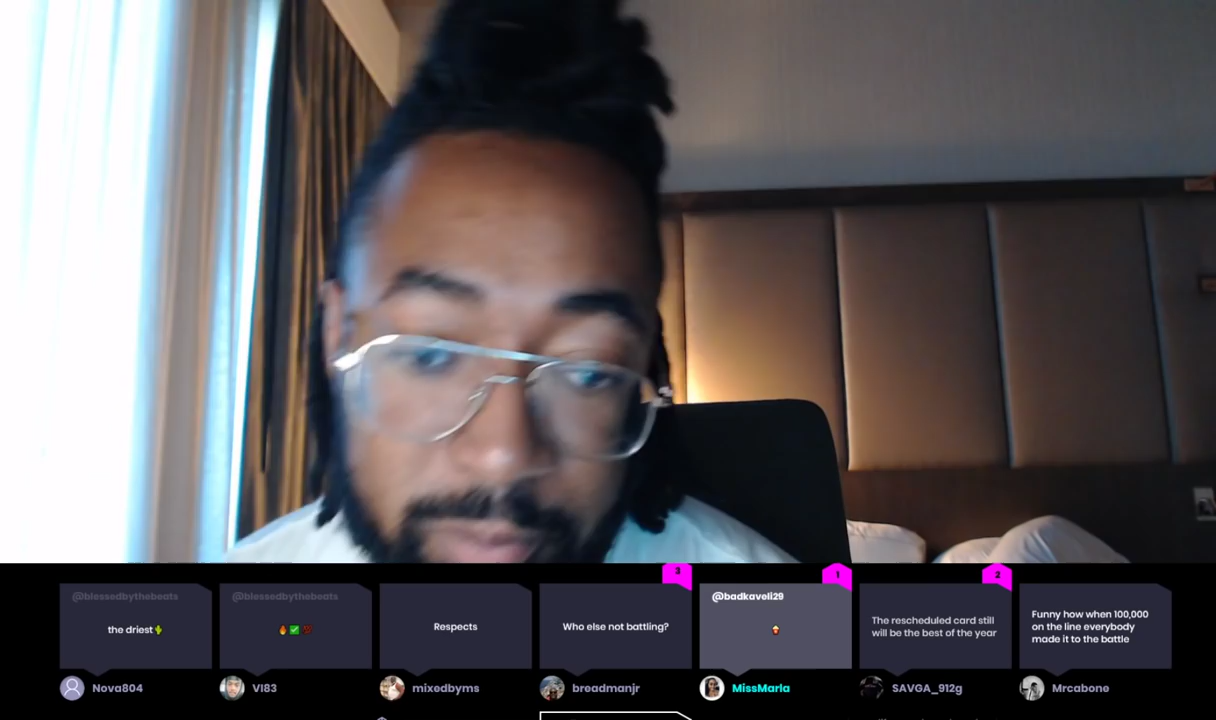 3
1
2
@blessedbythebeats
the driest🌵
@blessedbythebeats
🔥✅💯
Respects
Who else not battling?
@badkaveli29
🍿
The rescheduled card still
will be the best of the year
Funny how when 100,000
on the line everybody
made it to the battle
Nova804
VI83
mixedbyms
breadmanjr
MissMarla
SAVGA_912g
Mrcabone